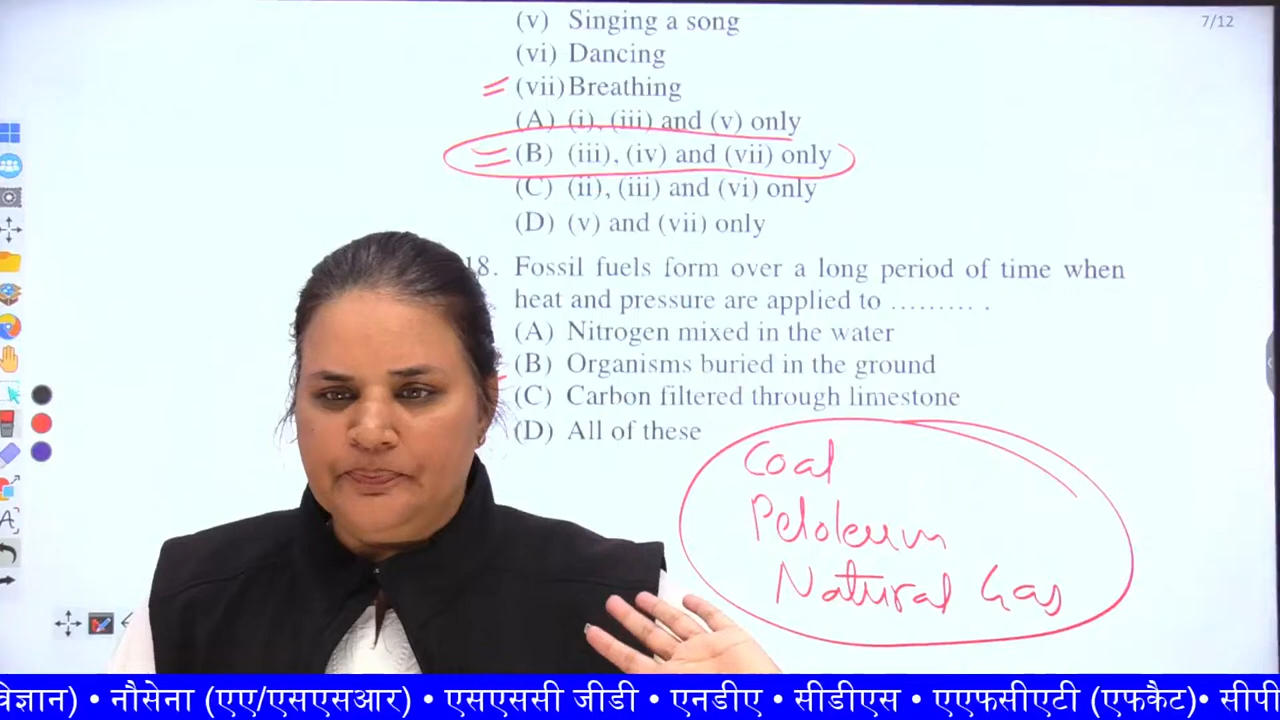 7/12
(v) Singing a song
(vi) Dancing
(vii) Breathing
(A) (i), (iii) and (v) only
(B) (iii), (iv) and (vii) only
(C) (ii), (iii) and (vi) only
(D) (v) and (vii) only
18. Fossil fuels form over a long period of time when
heat and pressure are applied to ......... .
(A) Nitrogen mixed in the water
(B) Organisms buried in the ground
(C) Carbon filtered through limestone
(D) All of these
Coal
Petoleum
Natural Gas
विज्ञान) • नौसेना (एए/एसएसआर) • एसएससी जीडी • एनडीए • सीडीएस • एएफसीएटी (एफकैट)• सीपी